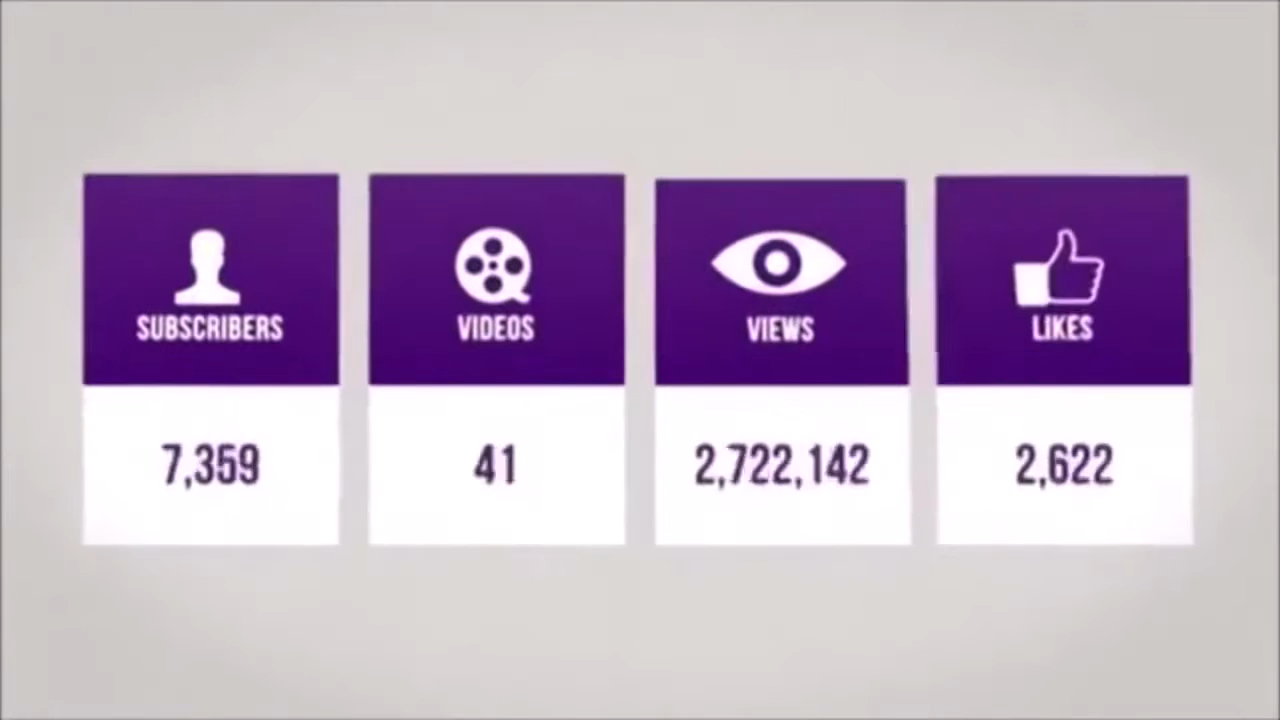 SUBSCRIBERS
7,359
VIDEOS
41
VIEWS
2,722,142
LIKES
2,622